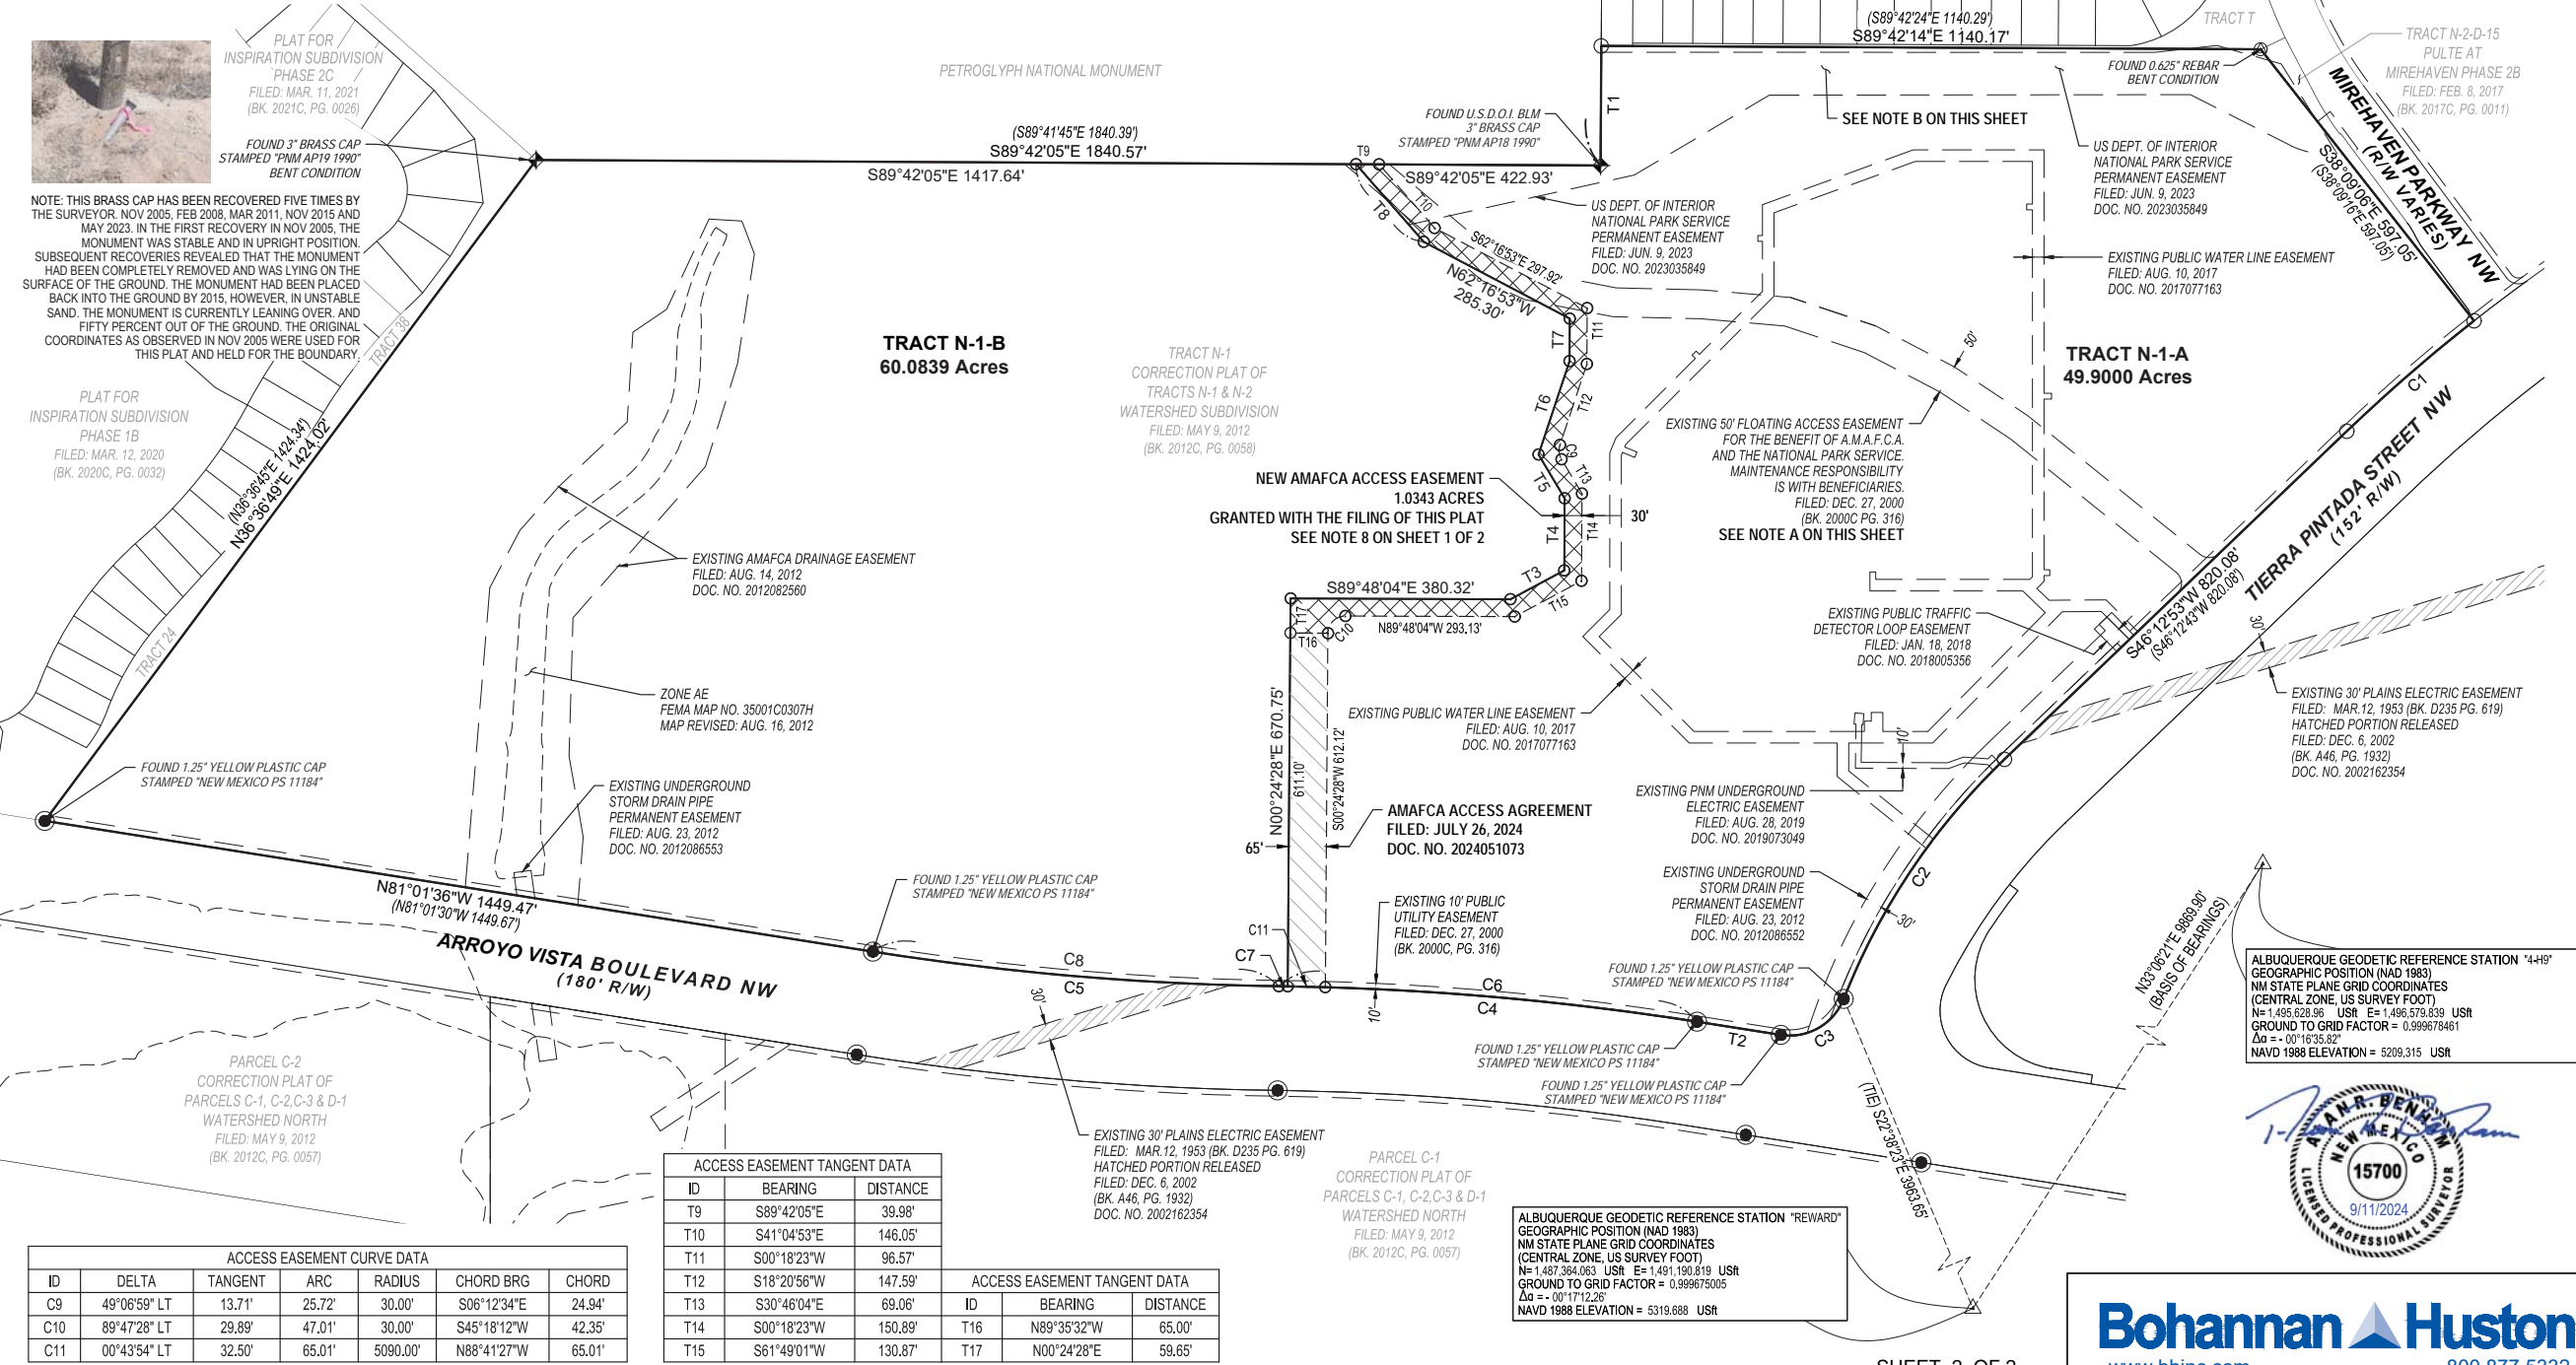 PLAT FOR
INSPIRATION SUBDIVISION
PHASE 2C
FILED: MAR. 11, 2021
(BK. 2021C, PG. 0026)
FOUND 3" BRASS CAP
STAMPED "PNM AP19 1990"
BENT CONDITION
NOTE: THIS BRASS CAP HAS BEEN RECOVERED FIVE TIMES BY
THE SURVEYOR. NOV 2005, FEB 2008, MAR 2011, NOV 2015 AND
MAY 2023. IN THE FIRST RECOVERY IN NOV 2005, THE
MONUMENT WAS STABLE AND IN UPRIGHT POSITION.
SUBSEQUENT RECOVERIES REVEALED THAT THE MONUMENT
HAD BEEN COMPLETELY REMOVED AND WAS LYING ON THE
SURFACE OF THE GROUND. THE MONUMENT HAD BEEN PLACED
BACK INTO THE GROUND BY 2015, HOWEVER, IN UNSTABLE
SAND. THE MONUMENT IS CURRENTLY LEANING OVER. AND
FIFTY PERCENT OUT OF THE GROUND. THE ORIGINAL
COORDINATES AS OBSERVED IN NOV 2005 WERE USED FOR
THIS PLAT AND HELD FOR THE BOUNDARY.
TRACT 38
PLAT FOR
INSPIRATION SUBDIVISION
PHASE 1B
FILED: MAR. 12, 2020
(BK. 2020C, PG. 0032)
(N36°36'45"E 1424.34')
N36°36'49"E 1424.02'
TRACT 24
PETROGLYPH NATIONAL MONUMENT
(S89°41'45"E 1840.39')
S89°42'05"E 1840.57'
S89°42'05"E 1417.64'
T9
S89°42'05"E 422.93'
FOUND U.S.D.O.I. BLM
3" BRASS CAP
STAMPED "PNM AP18 1990"
T1
(S89°42'24"E 1140.29')
S89°42'14"E 1140.17'
FOUND 0.625" REBAR
BENT CONDITION
TRACT T
TRACT N-2-D-15
PULTE AT
MIREHAVEN PHASE 2B
FILED: FEB. 8, 2017
(BK. 2017C, PG. 0011)
MIREHAVEN PARKWAY NW
(R/W VARIES)
S38°09'06"E 597.05'
(S38°09'16"E 597.05')
SEE NOTE B ON THIS SHEET
US DEPT. OF INTERIOR
NATIONAL PARK SERVICE
PERMANENT EASEMENT
FILED: JUN. 9, 2023
DOC. NO. 2023035849
US DEPT. OF INTERIOR
NATIONAL PARK SERVICE
PERMANENT EASEMENT
FILED: JUN. 9, 2023
DOC. NO. 2023035849
EXISTING PUBLIC WATER LINE EASEMENT
FILED: AUG. 10, 2017
DOC. NO. 2017077163
T8
T10
S62°16'53"E 297.92'
N62°16'53"W
285.30'
T7
T11
T6
T12
C9
T5
T13
T4
T14
T3
T15
TRACT N-1-B
60.0839 Acres
TRACT N-1
CORRECTION PLAT OF
TRACTS N-1 & N-2
WATERSHED SUBDIVISION
FILED: MAY 9, 2012
(BK. 2012C, PG. 0058)
TRACT N-1-A
49.9000 Acres
50'
C1
EXISTING 50' FLOATING ACCESS EASEMENT
FOR THE BENEFIT OF A.M.A.F.C.A.
AND THE NATIONAL PARK SERVICE.
MAINTENANCE RESPONSIBILITY
IS WITH BENEFICIARIES.
FILED: DEC. 27, 2000
(BK. 2000C PG. 316)
SEE NOTE A ON THIS SHEET
NEW AMAFCA ACCESS EASEMENT
1.0343 ACRES
GRANTED WITH THE FILING OF THIS PLAT
SEE NOTE 8 ON SHEET 1 OF 2
30'
TIERRA PINTADA STREET NW
(152' R/W)
S46°12'53"W 820.08'
(S46°12'43"W 820.08')
EXISTING AMAFCA DRAINAGE EASEMENT
FILED: AUG. 14, 2012
DOC. NO. 2012082560
S89°48'04"E 380.32'
N89°48'04"W 293.13'
T17
T16
C10
EXISTING PUBLIC TRAFFIC
DETECTOR LOOP EASEMENT
FILED: JAN. 18, 2018
DOC. NO. 2018005356
30'
ZONE AE
FEMA MAP NO. 35001C0307H
MAP REVISED: AUG. 16, 2012
EXISTING PUBLIC WATER LINE EASEMENT
FILED: AUG. 10, 2017
DOC. NO. 2017077163
EXISTING 30' PLAINS ELECTRIC EASEMENT
FILED: MAR.12, 1953 (BK. D235 PG. 619)
HATCHED PORTION RELEASED
FILED: DEC. 6, 2002
(BK. A46, PG. 1932)
DOC. NO. 2002162354
FOUND 1.25" YELLOW PLASTIC CAP
STAMPED "NEW MEXICO PS 11184"
EXISTING UNDERGROUND
STORM DRAIN PIPE
PERMANENT EASEMENT
FILED: AUG. 23, 2012
DOC. NO. 2012086553
N00°24'28"E 670.75'
611.10'
S00°24'28"W 612.12'
65'
AMAFCA ACCESS AGREEMENT
FILED: JULY 26, 2024
DOC. NO. 2024051073
10'
EXISTING PNM UNDERGROUND
ELECTRIC EASEMENT
FILED: AUG. 28, 2019
DOC. NO. 2019073049
EXISTING UNDERGROUND
STORM DRAIN PIPE
PERMANENT EASEMENT
FILED: AUG. 23, 2012
DOC. NO. 2012086552
C2
30'
N81°01'36"W 1449.47'
(N81°01'30"W 1449.67')
FOUND 1.25" YELLOW PLASTIC CAP
STAMPED "NEW MEXICO PS 11184"
EXISTING 10' PUBLIC
UTILITY EASEMENT
FILED: DEC. 27, 2000
(BK. 2000C, PG. 316)
ARROYO VISTA BOULEVARD NW
(180' R/W)
C8
C5
C7
C11
C6
C4
10'
30'
T2
C3
FOUND 1.25" YELLOW PLASTIC CAP
STAMPED "NEW MEXICO PS 11184"
FOUND 1.25" YELLOW PLASTIC CAP
STAMPED "NEW MEXICO PS 11184"
FOUND 1.25" YELLOW PLASTIC CAP
STAMPED "NEW MEXICO PS 11184"
N33°06'21"E 9869.90'
(BASIS OF BEARINGS)
(TIE) S22°38'23"E 3963.65'
ALBUQUERQUE GEODETIC REFERENCE STATION "4-H9"
GEOGRAPHIC POSITION (NAD 1983)
NM STATE PLANE GRID COORDINATES
(CENTRAL ZONE, US SURVEY FOOT)
N= 1,495,628.96 USft E= 1,496,579.839 USft
GROUND TO GRID FACTOR = 0.999678461
Δα = - 00°16'35.82"
NAVD 1988 ELEVATION = 5209.315 USft
PARCEL C-2
CORRECTION PLAT OF
PARCELS C-1, C-2,C-3 & D-1
WATERSHED NORTH
FILED: MAY 9, 2012
(BK. 2012C, PG. 0057)
EXISTING 30' PLAINS ELECTRIC EASEMENT
FILED: MAR.12, 1953 (BK. D235 PG. 619)
HATCHED PORTION RELEASED
FILED: DEC. 6, 2002
(BK. A46, PG. 1932)
DOC. NO. 2002162354
PARCEL C-1
CORRECTION PLAT OF
PARCELS C-1, C-2,C-3 & D-1
WATERSHED NORTH
FILED: MAY 9, 2012
(BK. 2012C, PG. 0057)
ALBUQUERQUE GEODETIC REFERENCE STATION "REWARD"
GEOGRAPHIC POSITION (NAD 1983)
NM STATE PLANE GRID COORDINATES
(CENTRAL ZONE, US SURVEY FOOT)
N= 1,487,364.063 USft E= 1,491,190.819 USft
GROUND TO GRID FACTOR = 0.999675005
Δα = - 00°17'12.26"
NAVD 1988 ELEVATION = 5319.688 USft
R. BENHAM
NEW MEXICO
15700
9/11/2024
LICENSED PROFESSIONAL SURVEYOR
ACCESS EASEMENT CURVE DATA
ID DELTA TANGENT ARC RADIUS CHORD BRG CHORD
C9 49°06'59" LT 13.71' 25.72' 30.00' S06°12'34"E 24.94'
C10 89°47'28" LT 29.89' 47.01' 30.00' S45°18'12"W 42.35'
C11 00°43'54" LT 32.50' 65.01' 5090.00' N88°41'27"W 65.01'
ACCESS EASEMENT TANGENT DATA
ID BEARING DISTANCE
T9 S89°42'05"E 39.98'
T10 S41°04'53"E 146.05'
T11 S00°18'23"W 96.57'
T12 S18°20'56"W 147.59'
T13 S30°46'04"E 69.06'
T14 S00°18'23"W 150.89'
T15 S61°49'01"W 130.87'
ACCESS EASEMENT TANGENT DATA
ID BEARING DISTANCE
T16 N89°35'32"W 65.00'
T17 N00°24'28"E 59.65'
Bohannan Huston